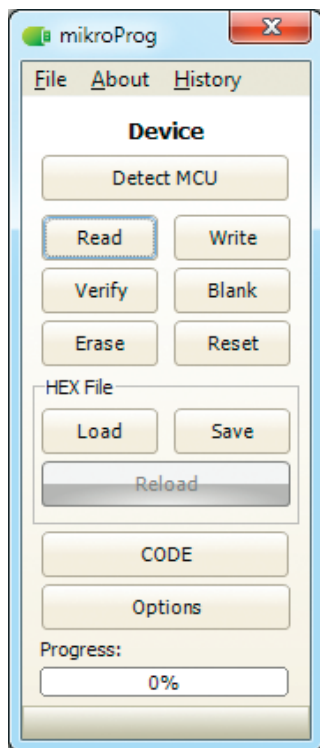 mikroProg
File About History
Device
Detect MCU
Read Write
Verify Blank
Erase Reset
HEX File
Load Save
Reload
CODE
Options
Progress:
0%